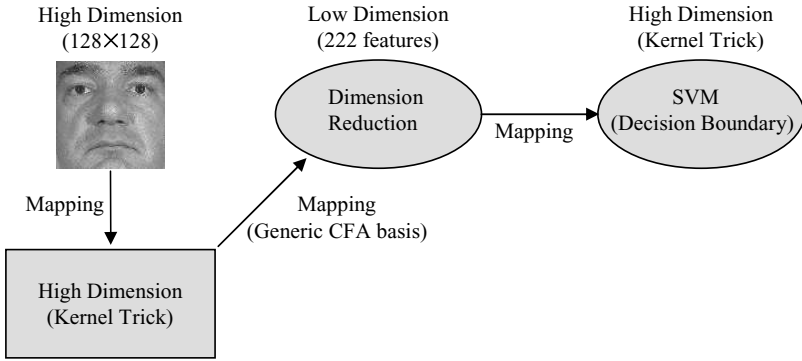 High Dimension
(128×128)
Mapping
High Dimension
(Kernel Trick)
Mapping
(Generic CFA basis)
Low Dimension
(222 features)
Dimension
Reduction
Mapping
High Dimension
(Kernel Trick)
SVM
(Decision Boundary)